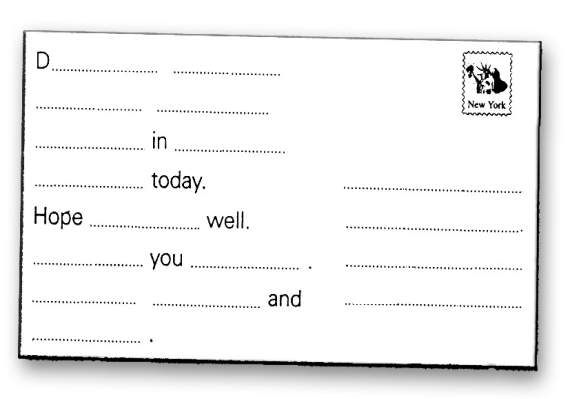 D.................... ....................
.................... ....................
.................... in ....................
.................... today.
Hope .................... well.
.................... you .................... .
.................... .................... and
.................... .
New York